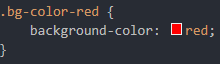 .bg-color-red {
    background-color: red;
}